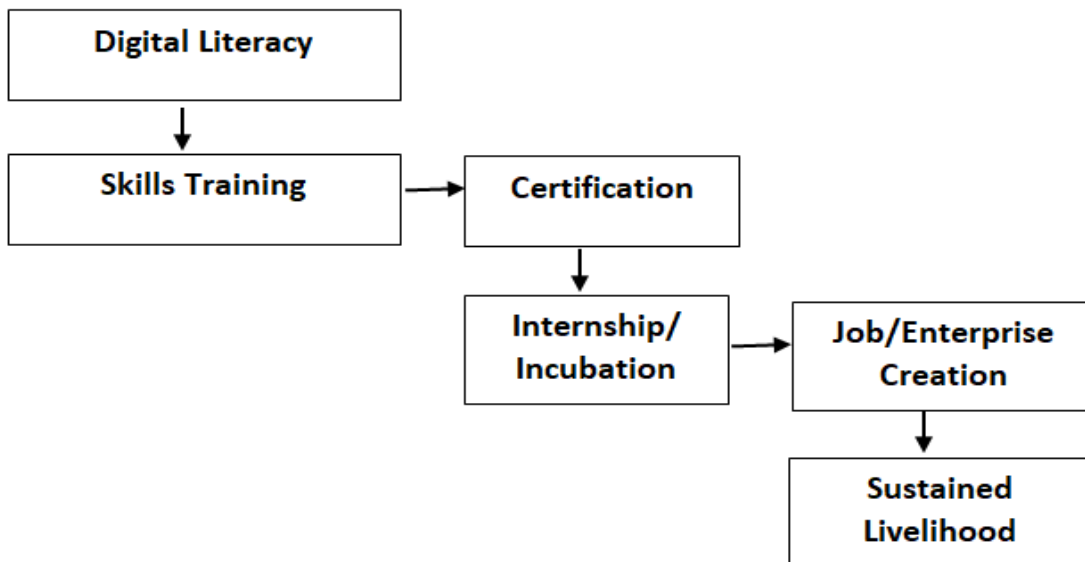 Digital Literacy
Skills Training
Certification
Internship/
Incubation
Job/Enterprise
Creation
Sustained
Livelihood